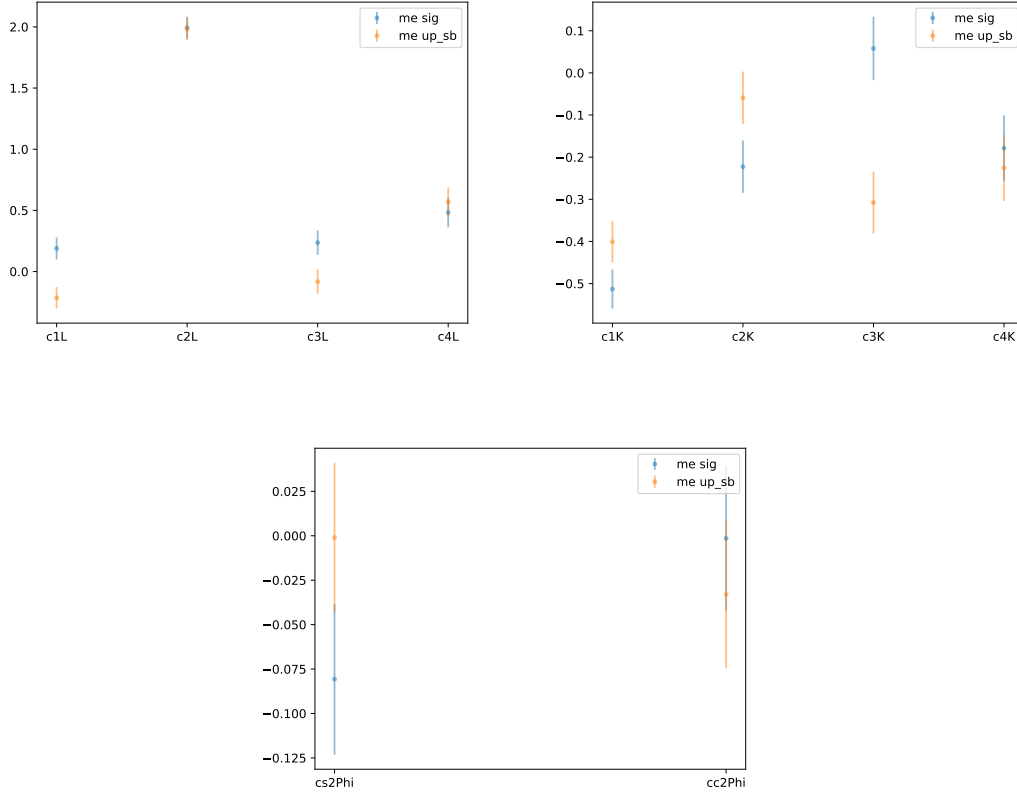 2.0
1.5
1.0
0.5
0.0
me sig
me up_sb
c1L c2L c3L c4L
0.1
0.0
−0.1
−0.2
−0.3
−0.4
−0.5
me sig
me up_sb
c1K c2K c3K c4K
0.025
0.000
−0.025
−0.050
−0.075
−0.100
−0.125
me sig
me up_sb
cs2Phi cc2Phi